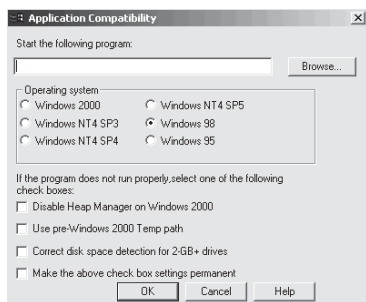 Application Compatibility
Start the following program:
Browse...
Operating system
Windows 2000 Windows NT4 SP5
Windows NT4 SP3 Windows 98
Windows NT4 SP4 Windows 95
If the program does not run properly,select one of the following
check boxes:
Disable Heap Manager on Windows 2000
Use pre-Windows 2000 Temp path
Correct disk space detection for 2-GB+ drives
Make the above check box settings permanent
OK Cancel Help